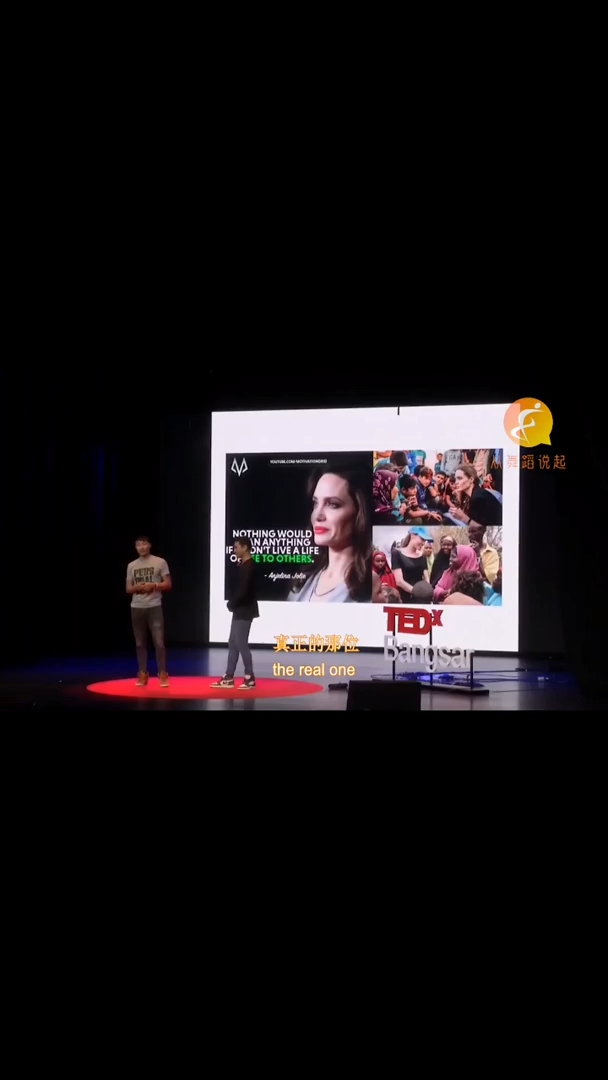 从舞蹈说起
YOUTUBE.COM/MOTIVATIONGRID
NOTHING WOULD
AN ANYTHING
IF N'T LIVE A LIFE
OF TO OTHERS.
- Angelina Jolie
TEDx
Bangsar
真正的那位
the real one